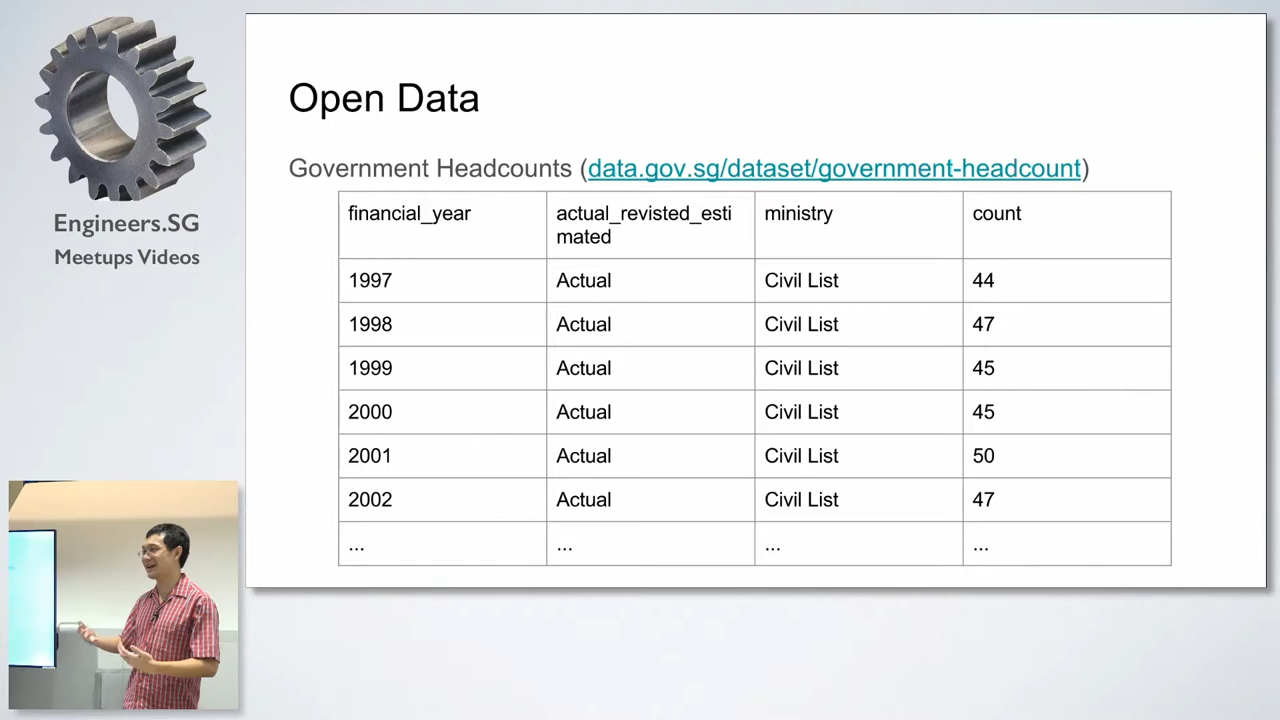 Engineers.SG
Meetups Videos
Open Data
Government Headcounts (data.gov.sg/dataset/government-headcount)
financial_year actual_revisted_esti ministry count
mated
1997 Actual Civil List 44
1998 Actual Civil List 47
1999 Actual Civil List 45
2000 Actual Civil List 45
2001 Actual Civil List 50
2002 Actual Civil List 47
... ... ... ...